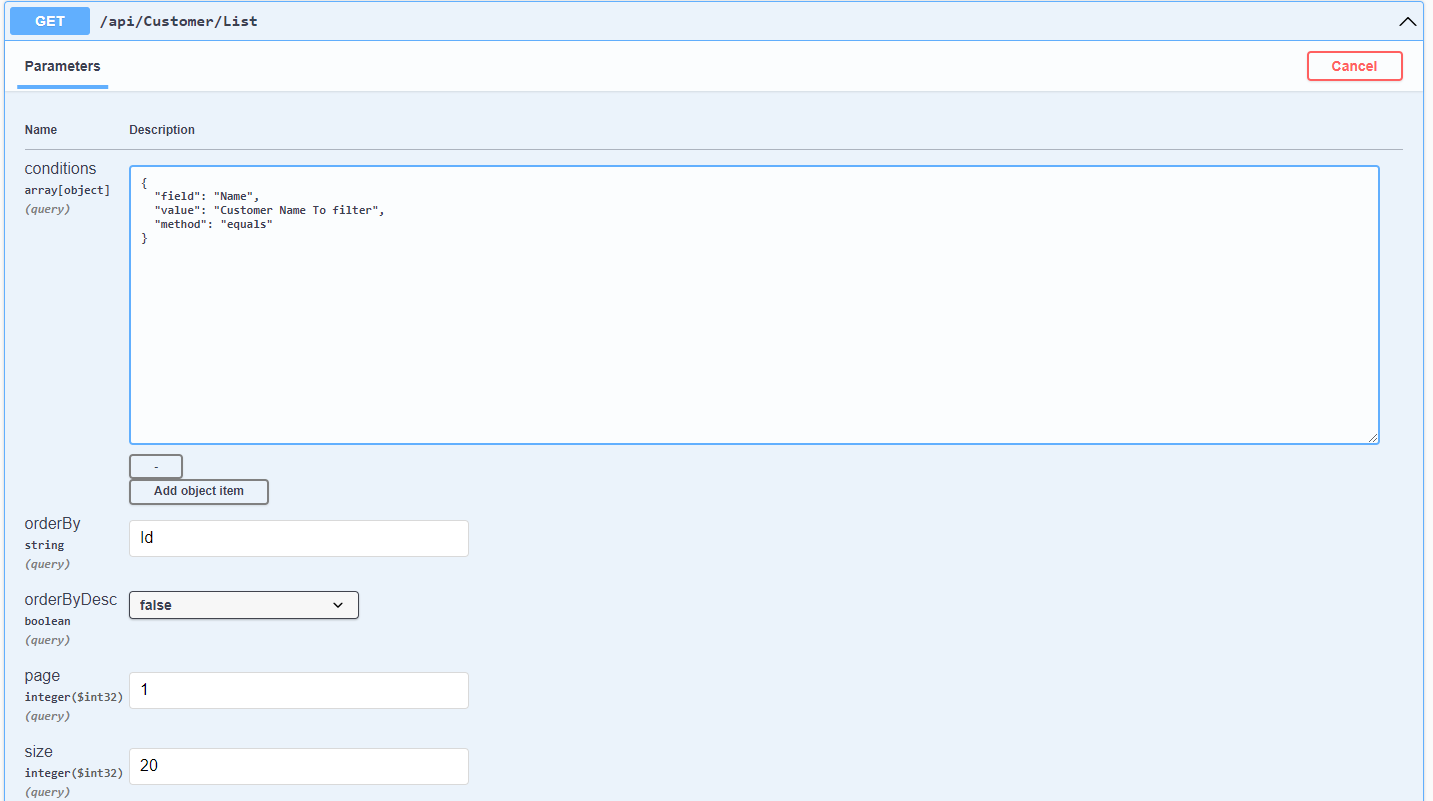 GET /api/Customer/List
Parameters
Cancel
Name Description
conditions
array[object]
(query)
{
  "field": "Name",
  "value": "Customer Name To filter",
  "method": "equals"
}
-
Add object item
orderBy
string
(query)
Id
orderByDesc
boolean
(query)
false
page
integer($int32)
(query)
1
size
integer($int32)
(query)
20